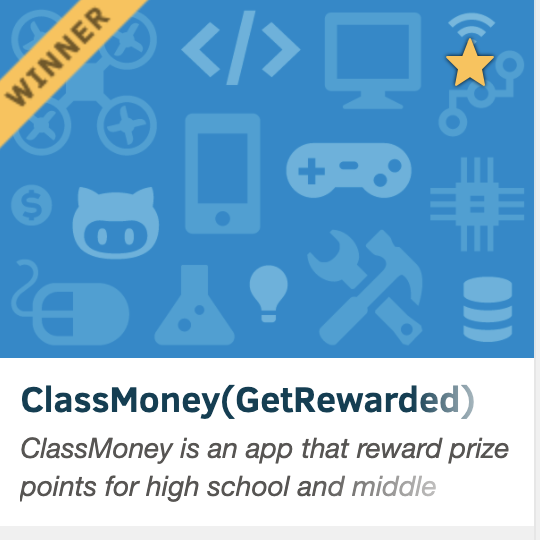 WINNER
ClassMoney(GetRewarded)
ClassMoney is an app that reward prize
points for high school and middle